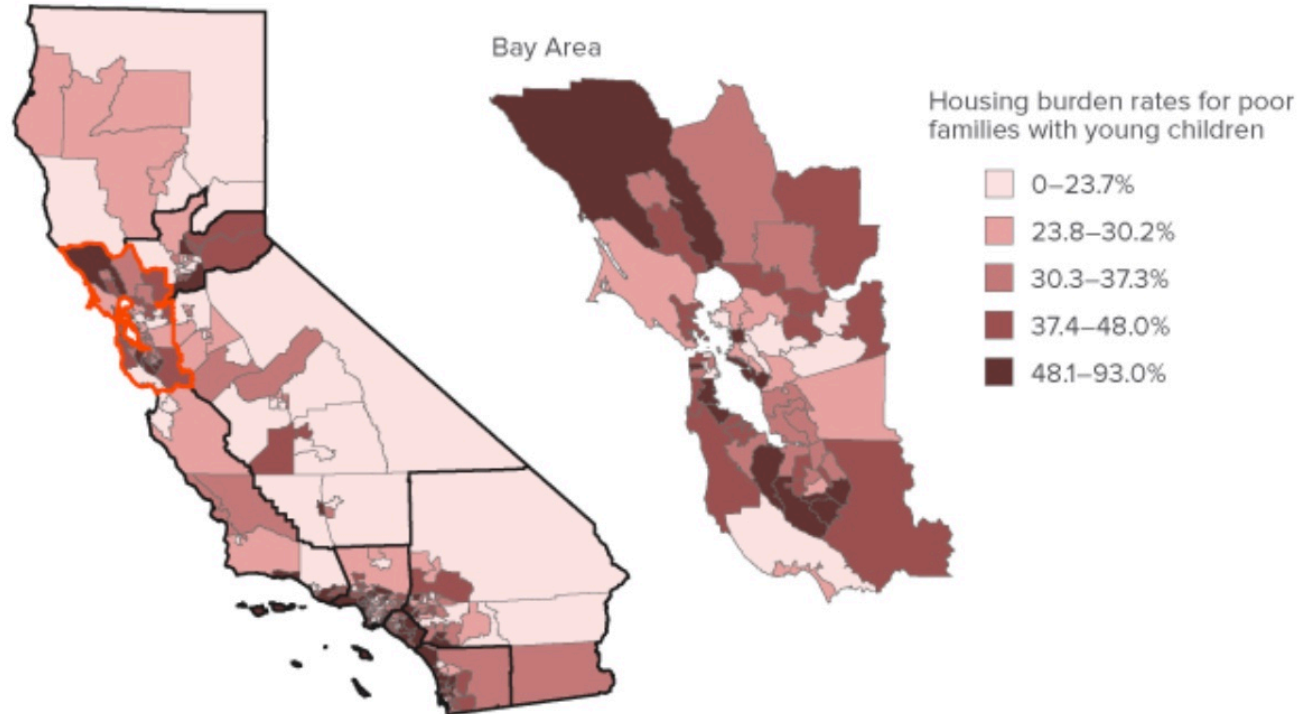 Bay Area
Housing burden rates for poor
families with young children
0–23.7%
23.8–30.2%
30.3–37.3%
37.4–48.0%
48.1–93.0%